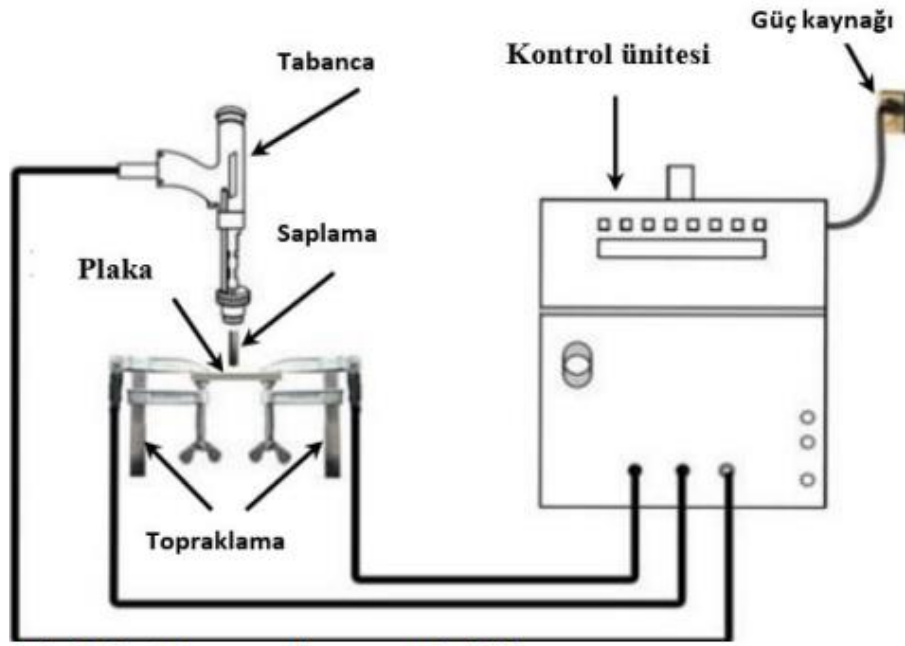 Güç kaynağı
Kontrol ünitesi
Tabanca
Saplama
Plaka
Topraklama